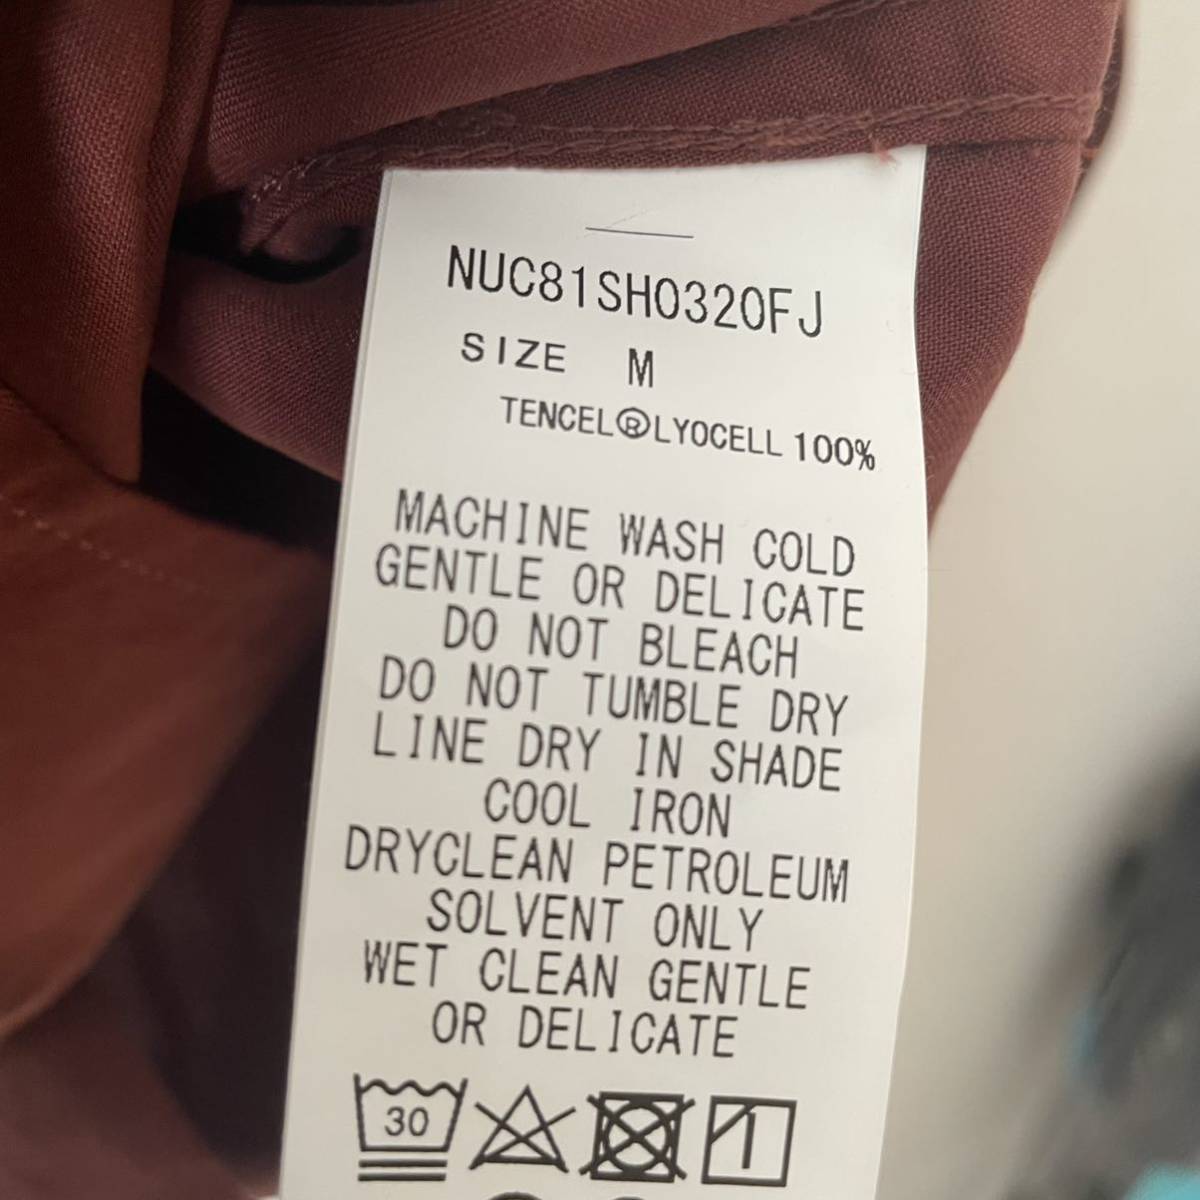 NUC81SH0320FJ
SIZE M
TENCEL®LYOCELL 100%
MACHINE WASH COLD
GENTLE OR DELICATE
DO NOT BLEACH
DO NOT TUMBLE DRY
LINE DRY IN SHADE
COOL IRON
DRYCLEAN PETROLEUM
SOLVENT ONLY
WET CLEAN GENTLE
OR DELICATE
30